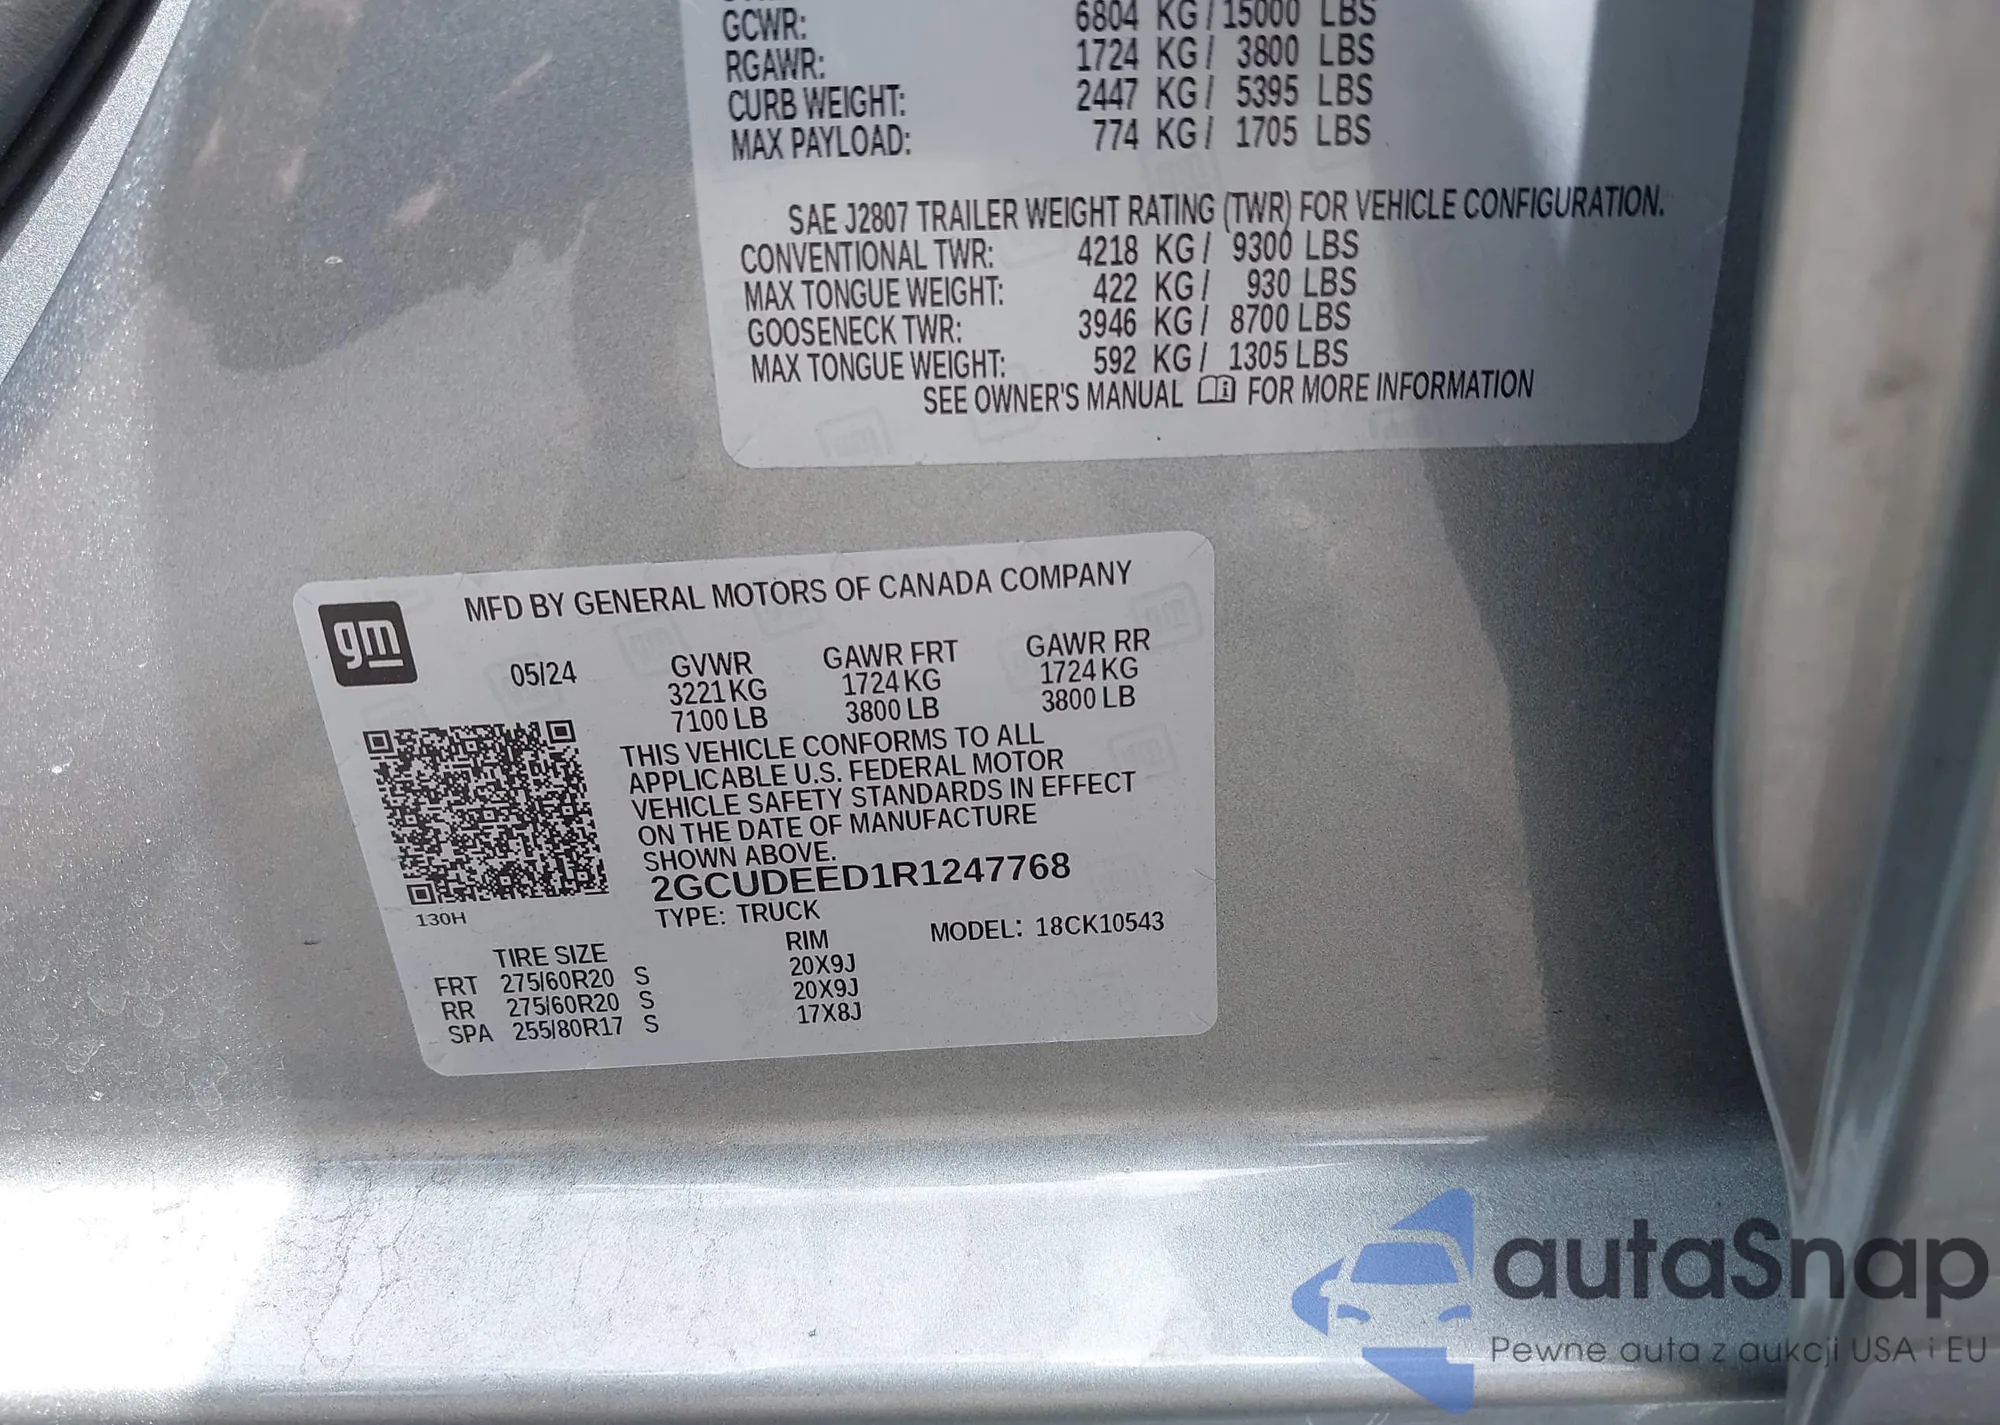 GCWR: 6804 KG / 15000 LBS
RGAWR: 1724 KG / 3800 LBS
CURB WEIGHT: 2447 KG / 5395 LBS
MAX PAYLOAD: 774 KG / 1705 LBS
SAE J2807 TRAILER WEIGHT RATING (TWR) FOR VEHICLE CONFIGURATION.
CONVENTIONAL TWR: 4218 KG / 9300 LBS
MAX TONGUE WEIGHT: 422 KG / 930 LBS
GOOSENECK TWR: 3946 KG / 8700 LBS
MAX TONGUE WEIGHT: 592 KG / 1305 LBS
SEE OWNER'S MANUAL FOR MORE INFORMATION
gm
MFD BY GENERAL MOTORS OF CANADA COMPANY
05/24 GVWR GAWR FRT GAWR RR
3221 KG 1724 KG 1724 KG
7100 LB 3800 LB 3800 LB
THIS VEHICLE CONFORMS TO ALL
APPLICABLE U.S. FEDERAL MOTOR
VEHICLE SAFETY STANDARDS IN EFFECT
ON THE DATE OF MANUFACTURE
SHOWN ABOVE.
2GCUDEED1R1247768
130H TYPE: TRUCK MODEL: 18CK10543
TIRE SIZE RIM
FRT 275/60R20 S 20X9J
RR 275/60R20 S 20X9J
SPA 255/80R17 S 17X8J
autaSnap
Pewne auta z aukcji USA i EU